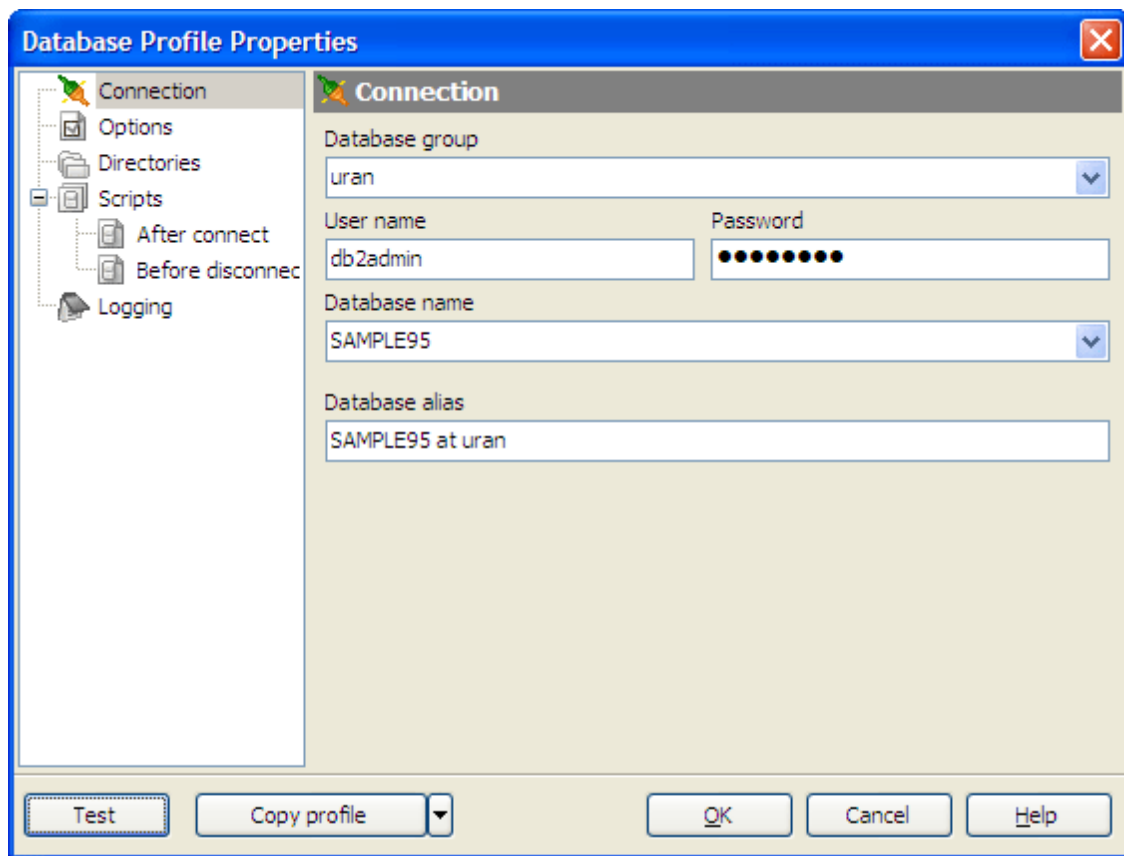 Database Profile Properties
Connection
Options
Directories
Scripts
After connect
Before disconnec
Logging
Connection
Database group
uran
User name
Password
db2admin
●●●●●●●●
Database name
SAMPLE95
Database alias
SAMPLE95 at uran
Test
Copy profile
OK
Cancel
Help